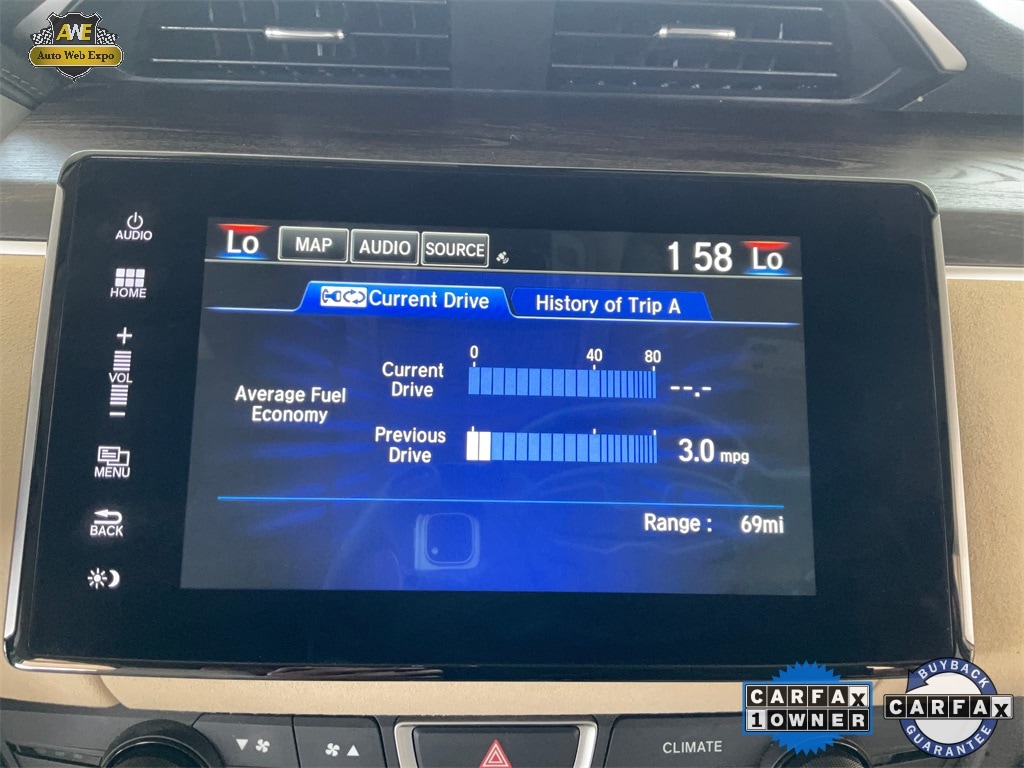 AWE
Auto Web Expo
AUDIO
HOME
+
VOL
−
MENU
BACK
Lo MAP AUDIO SOURCE 1 58 Lo
Current Drive History of Trip A
0 40 80
Average Fuel
Economy
Current
Drive
--.-
Previous
Drive
3.0 mpg
Range : 69mi
CLIMATE
CARFAX
1 OWNER
BUYBACK
CARFAX
GUARANTEE